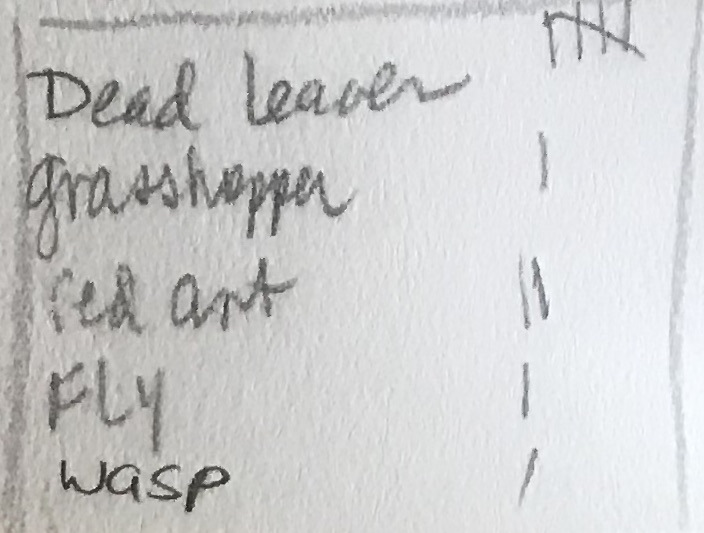 Dead leaves
grasshopper
red ant
FLY
wasp